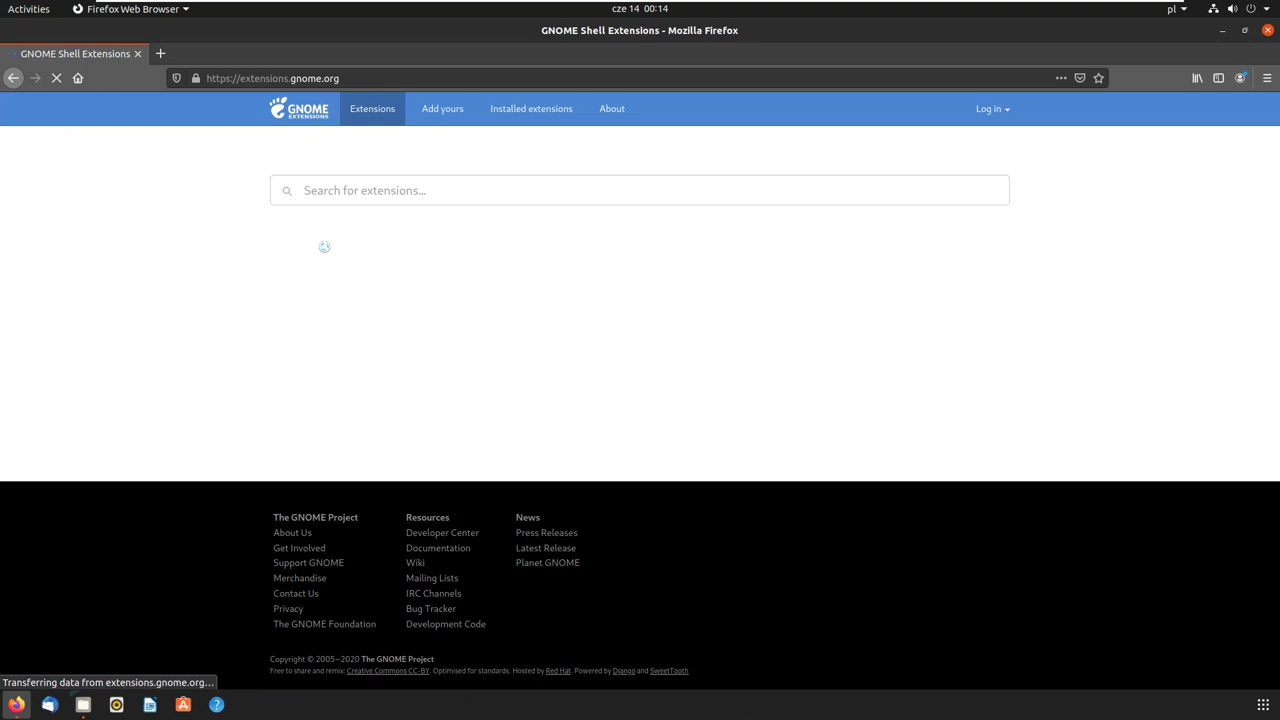 Activities
Firefox Web Browser
cze 14 00:14
pl
GNOME Shell Extensions - Mozilla Firefox
GNOME Shell Extensions
https://extensions.gnome.org
GNOME EXTENSIONS
Extensions
Add yours
Installed extensions
About
Log in
Search for extensions...
The GNOME Project
About Us
Get Involved
Support GNOME
Merchandise
Contact Us
Privacy
The GNOME Foundation
Resources
Developer Center
Documentation
Wiki
Mailing Lists
IRC Channels
Bug Tracker
Development Code
News
Press Releases
Latest Release
Planet GNOME
Copyright © 2005−2020 The GNOME Project
Free to share and remix: Creative Commons CC-BY. Optimised for standards. Hosted by Red Hat. Powered by Django and SweetTooth
Transferring data from extensions.gnome.org...